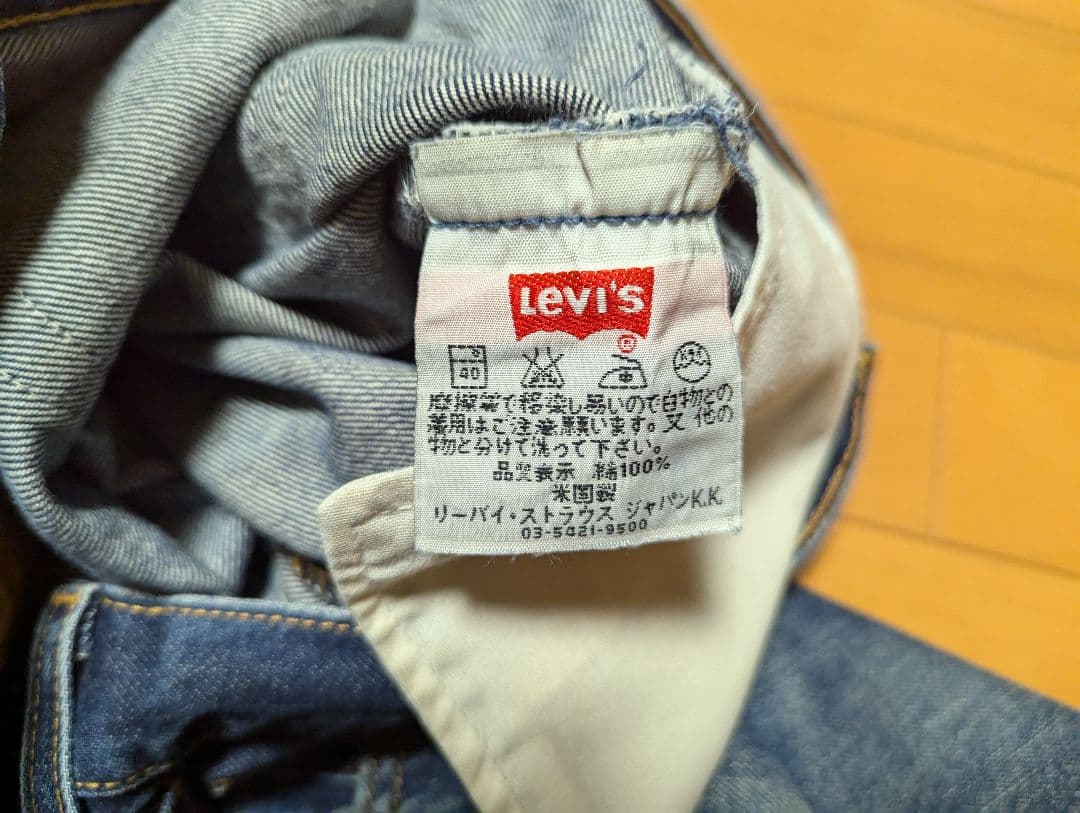 Levi's
®
40
摩擦等で移染し易いので白物との
着用はご注意願います。又 他の
物と分けて洗って下さい。
品質表示 綿100%
米国製
リーバイ・ストラウス ジャパンK.K.
03-5421-9500